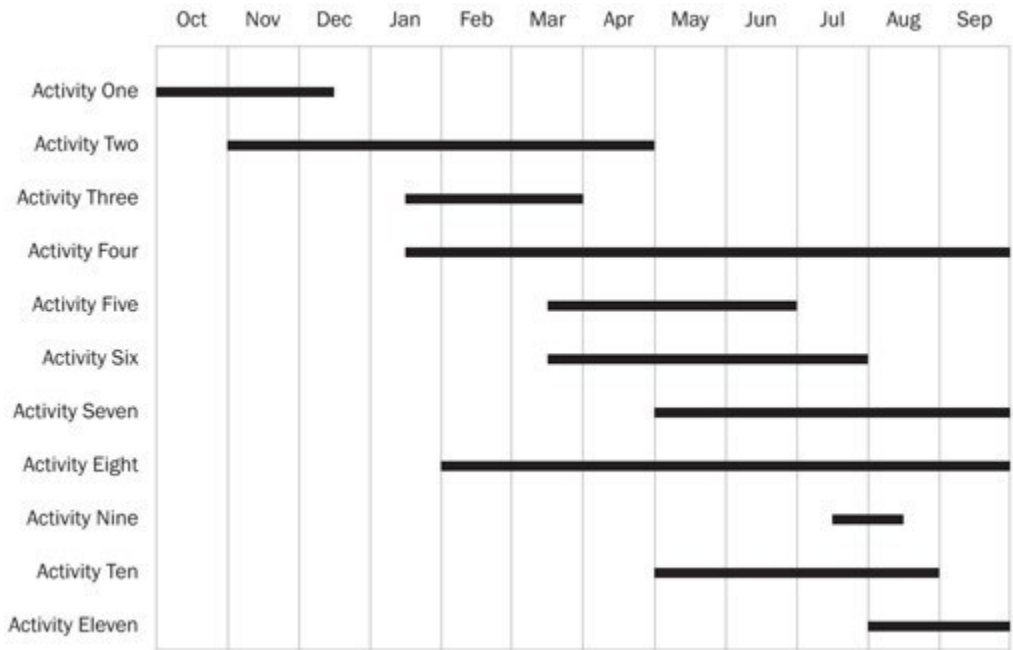 Oct Nov Dec Jan Feb Mar Apr May Jun Jul Aug Sep
Activity One
Activity Two
Activity Three
Activity Four
Activity Five
Activity Six
Activity Seven
Activity Eight
Activity Nine
Activity Ten
Activity Eleven